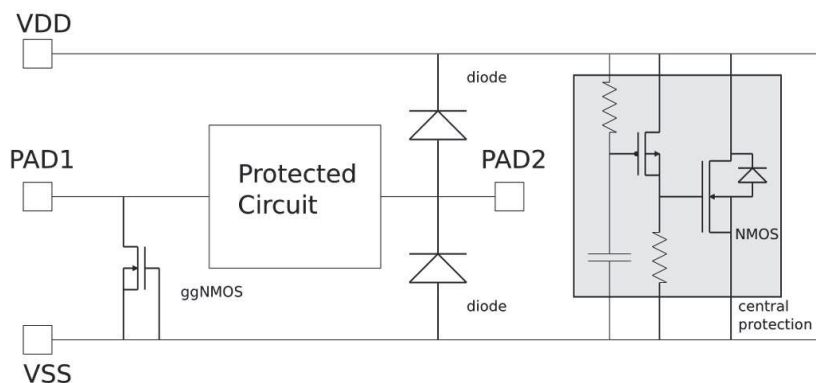 VDD
diode
PAD1
Protected
Circuit
PAD2
NMOS
ggNMOS
diode
central
protection
VSS